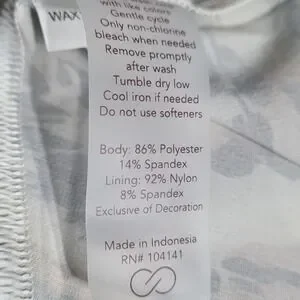 WAX
with like colors
Gentle cycle
Only non-chlorine
bleach when needed
Remove promptly
after wash
Tumble dry low
Cool iron if needed
Do not use softeners
Body: 86% Polyester
14% Spandex
Lining: 92% Nylon
8% Spandex
Exclusive of Decoration
Made in Indonesia
RN# 104141